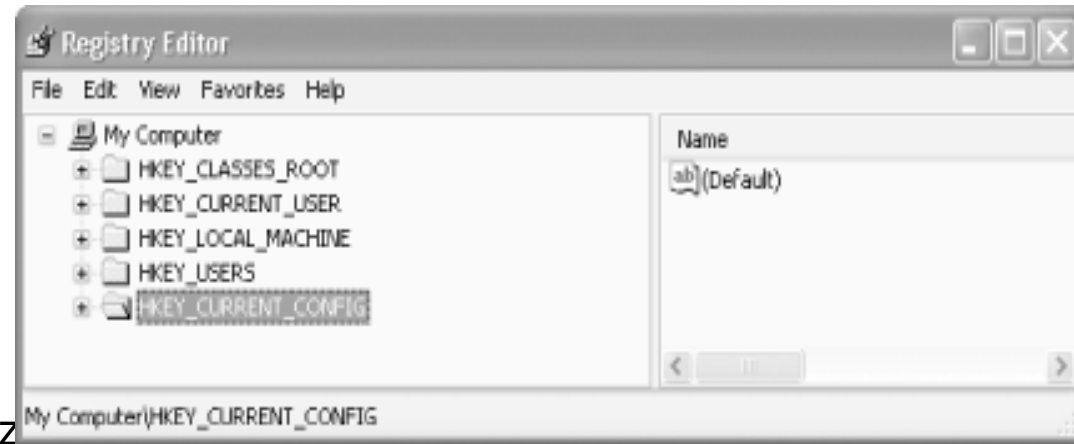 Registry Editor
File Edit View Favorites Help
My Computer
HKEY_CLASSES_ROOT
HKEY_CURRENT_USER
HKEY_LOCAL_MACHINE
HKEY_USERS
HKEY_CURRENT_CONFIG
Name
ab (Default)
My Computer\HKEY_CURRENT_CONFIG
z